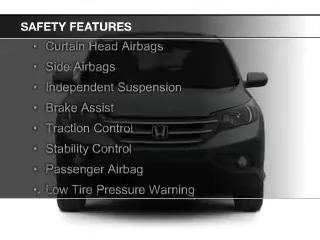 SAFETY FEATURES
• Curtain Head Airbags
• Side Airbags
• Independent Suspension
• Brake Assist
• Traction Control
• Stability Control
• Passenger Airbag
• Low Tire Pressure Warning